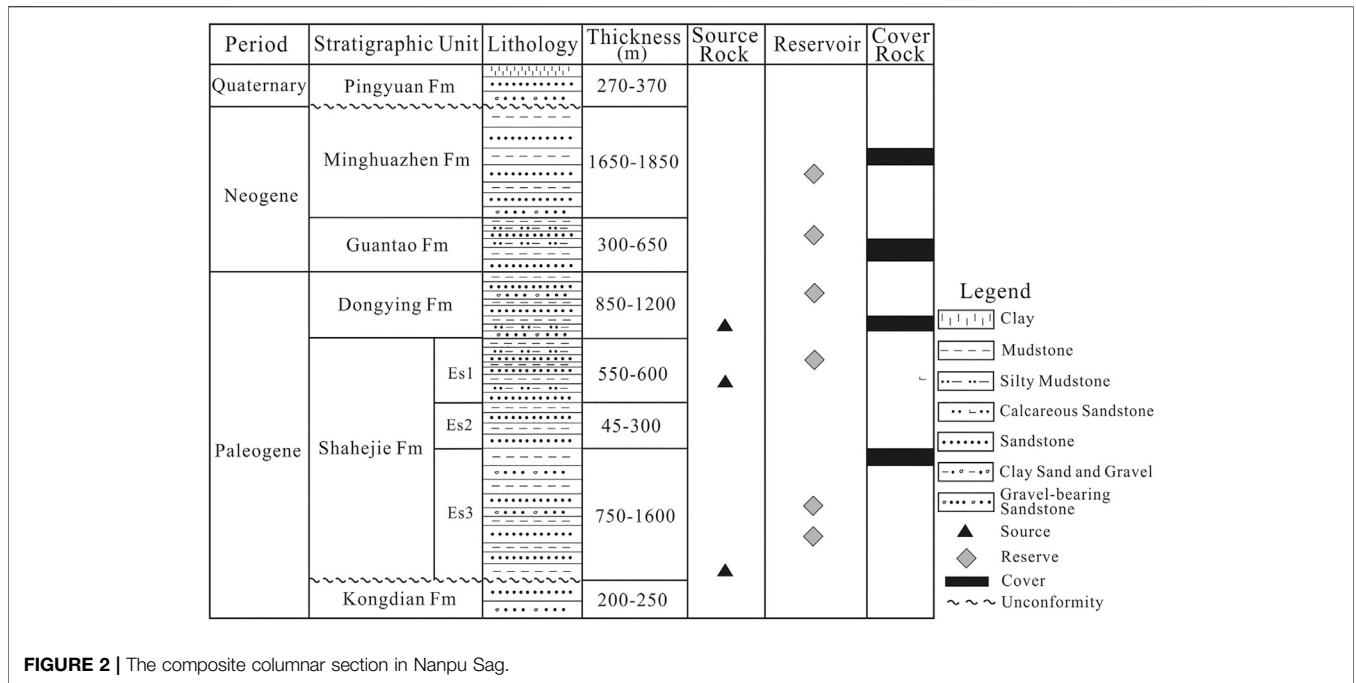 Period Stratigraphic Unit Lithology Thickness (m) Source Rock Reservoir Cover Rock
Quaternary Pingyuan Fm 270-370
Neogene
Minghuazhen Fm 1650-1850
Guantao Fm 300-650
Paleogene
Dongying Fm 850-1200
Shahejie Fm
Es1 550-600
Es2 45-300
Es3 750-1600
Kongdian Fm 200-250
Legend
Clay
Mudstone
Silty Mudstone
Calcareous Sandstone
Sandstone
Clay Sand and Gravel
Gravel-bearing
Sandstone
Source
Reserve
Cover
Unconformity
FIGURE 2 | The composite columnar section in Nanpu Sag.